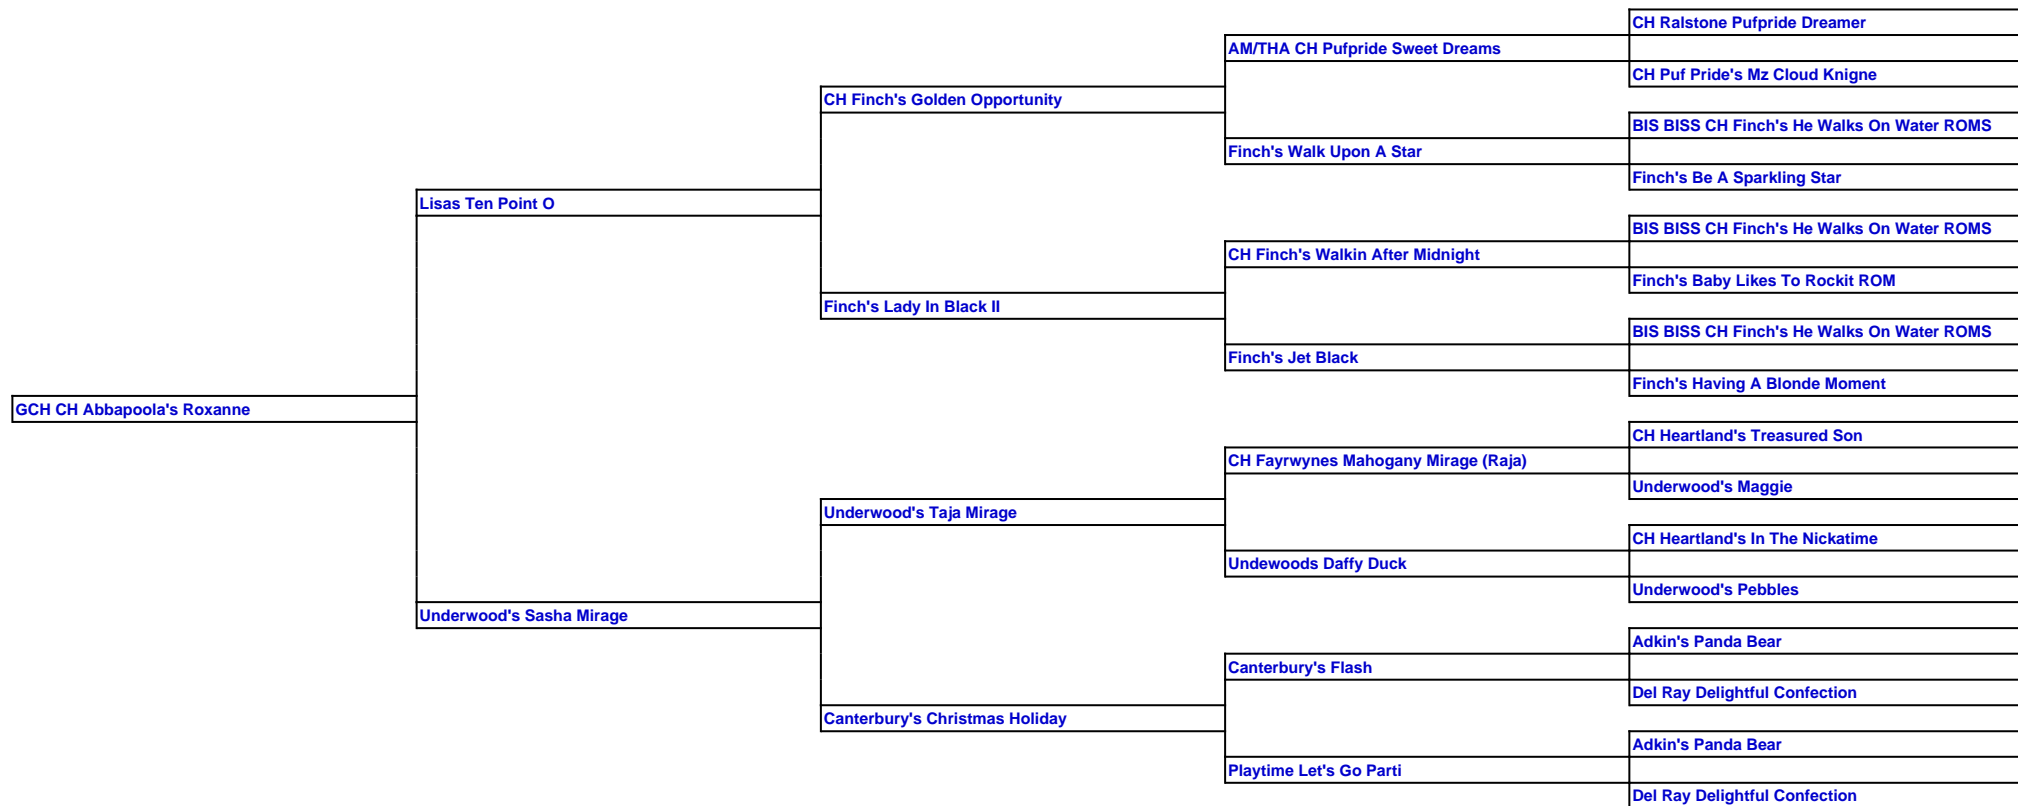 CH Ralstone Pufpride Dreamer
AM/THA CH Pufpride Sweet Dreams
CH Puf Pride's Mz Cloud Knigne
CH Finch's Golden Opportunity
BIS BISS CH Finch's He Walks On Water ROMS
Finch's Walk Upon A Star
Finch's Be A Sparkling Star
Lisas Ten Point O
BIS BISS CH Finch's He Walks On Water ROMS
CH Finch's Walkin After Midnight
Finch's Baby Likes To Rockit ROM
Finch's Lady In Black II
BIS BISS CH Finch's He Walks On Water ROMS
Finch's Jet Black
Finch's Having A Blonde Moment
GCH CH Abbapoola's Roxanne
CH Heartland's Treasured Son
CH Fayrwynes Mahogany Mirage (Raja)
Underwood's Maggie
Underwood's Taja Mirage
CH Heartland's In The Nickatime
Undewoods Daffy Duck
Underwood's Pebbles
Underwood's Sasha Mirage
Adkin's Panda Bear
Canterbury's Flash
Del Ray Delightful Confection
Canterbury's Christmas Holiday
Adkin's Panda Bear
Playtime Let's Go Parti
Del Ray Delightful Confection